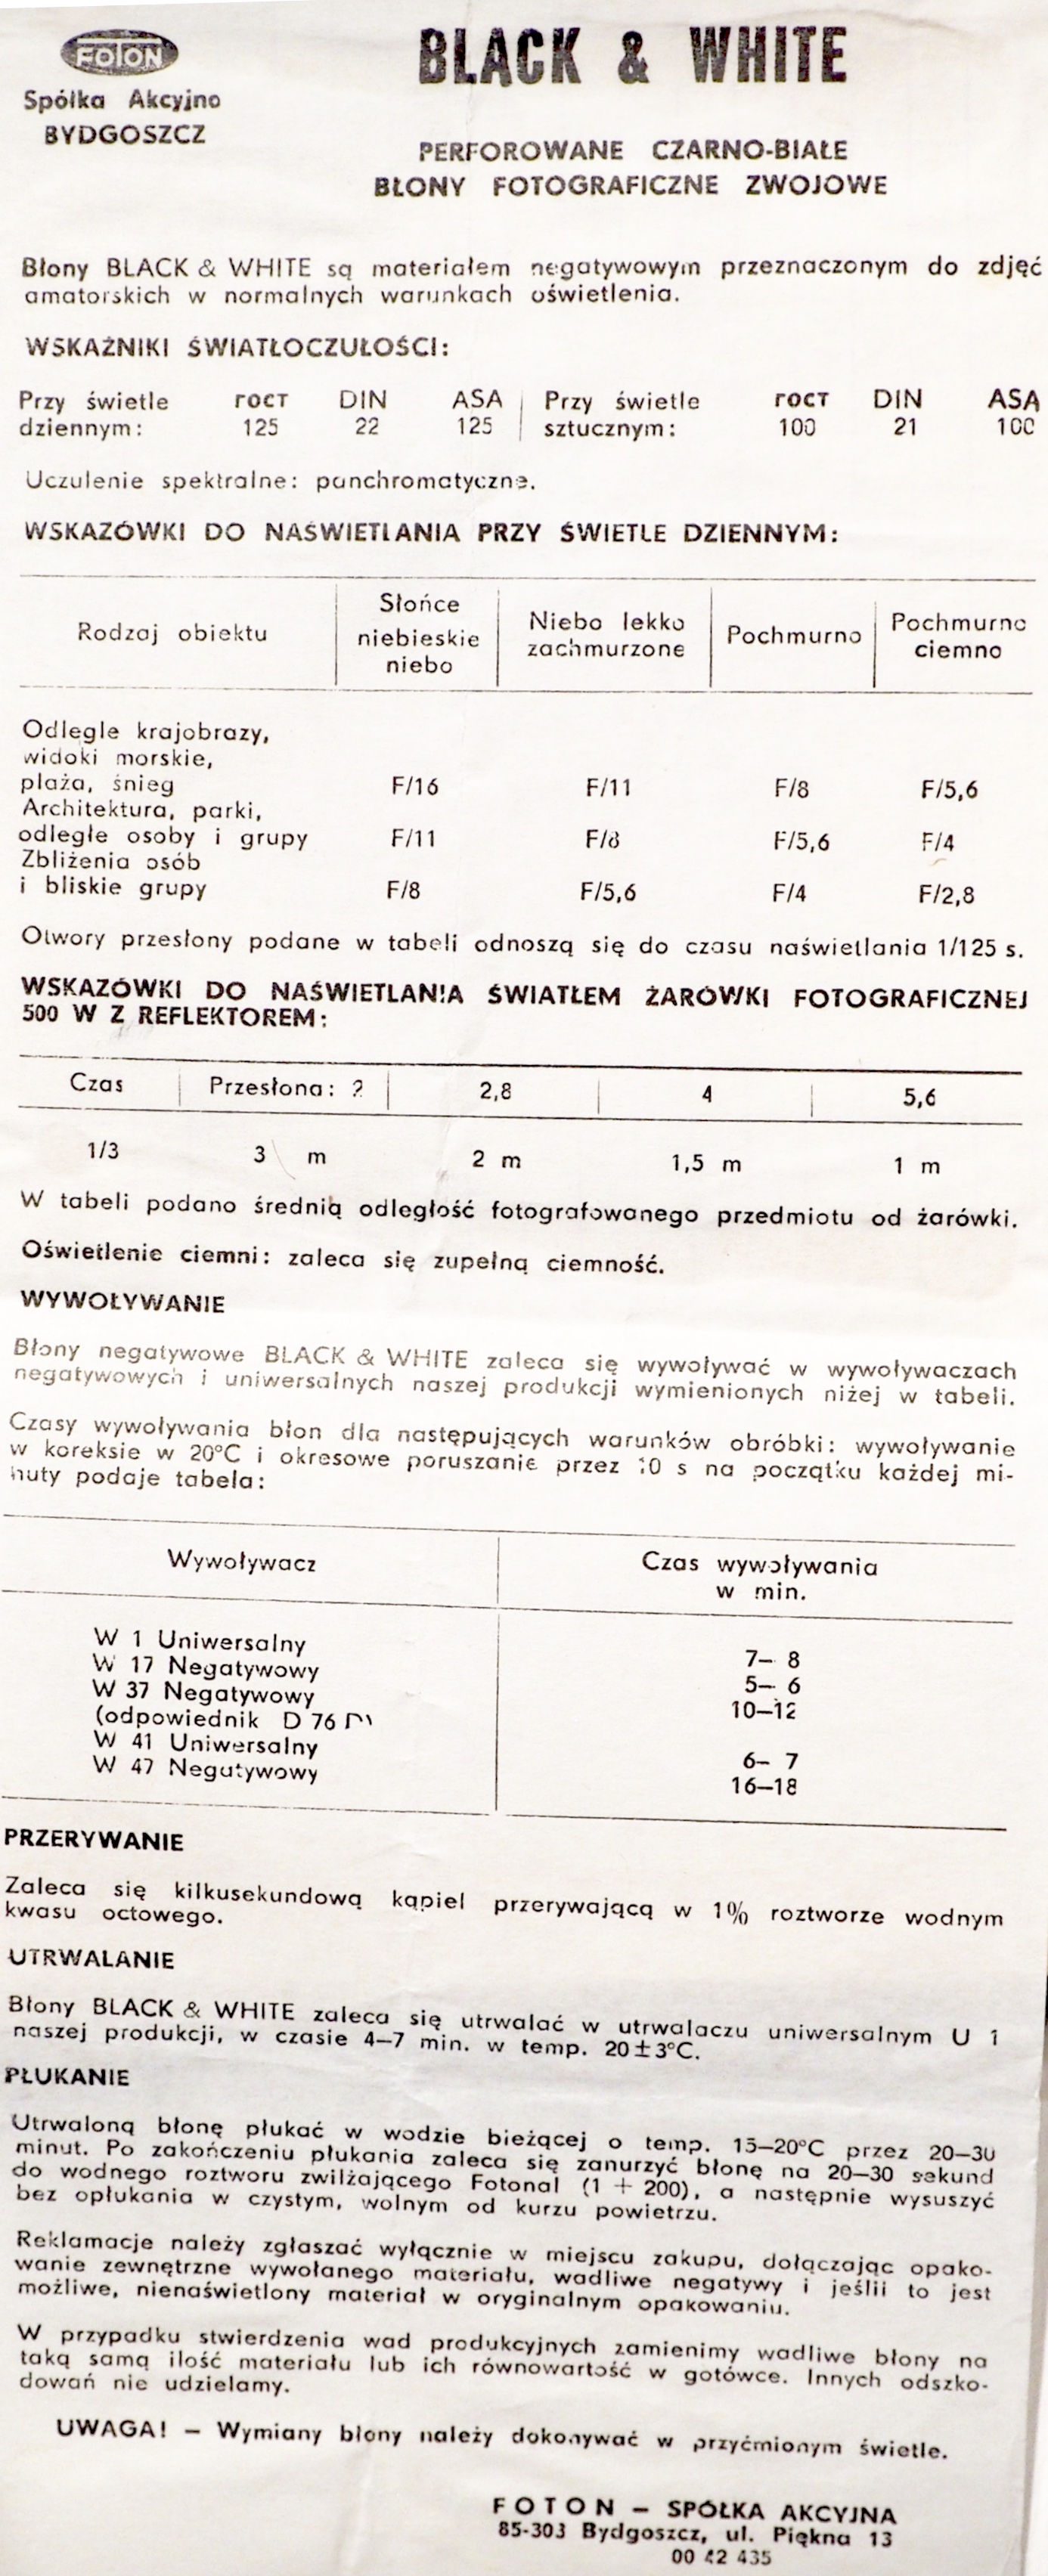 FOTON
Spółka Akcyjna
BYDGOSZCZ
BLACK & WHITE
PERFOROWANE CZARNO-BIAŁE
BŁONY FOTOGRAFICZNE ZWOJOWE
Błony BLACK & WHITE są materiałem negatywowym przeznaczonym do zdjęć
amatorskich w normalnych warunkach oświetlenia.
WSKAŹNIKI ŚWIATŁOCZUŁOŚCI:
Przy świetle ГОСТ DIN ASA Przy świetle ГОСТ DIN ASA
dziennym: 125 22 125 sztucznym: 100 21 100
Uczulenie spektralne: panchromatyczne.
WSKAZÓWKI DO NAŚWIETLANIA PRZY ŚWIETLE DZIENNYM:
Rodzaj obiektu Słońce niebieskie niebo Niebo lekko zachmurzone Pochmurno Pochmurno ciemno
Odległe krajobrazy,
widoki morskie,
plaża, śnieg F/16 F/11 F/8 F/5,6
Architektura, parki,
odległe osoby i grupy F/11 F/8 F/5,6 F/4
Zbliżenia osób
i bliskie grupy F/8 F/5,6 F/4 F/2,8
Otwory przesłony podane w tabeli odnoszą się do czasu naświetlania 1/125 s.
WSKAZÓWKI DO NAŚWIETLANIA ŚWIATŁEM ŻARÓWKI FOTOGRAFICZNEJ
500 W Z REFLEKTOREM:
Czas Przesłona: 2 2,8 4 5,6
1/3 3 m 2 m 1,5 m 1 m
W tabeli podano średnią odległość fotografowanego przedmiotu od żarówki.
Oświetlenie ciemni: zaleca się zupełną ciemność.
WYWOŁYWANIE
Błony negatywowe BLACK & WHITE zaleca się wywoływać w wywoływaczach
negatywowych i uniwersalnych naszej produkcji wymienionych niżej w tabeli.
Czasy wywoływania błon dla następujących warunków obróbki: wywoływanie
w koreksie w 20°C i okresowe poruszanie przez 10 s na początku każdej mi-
nuty podaje tabela:
Wywoływacz Czas wywoływania
w min.
W 1 Uniwersalny 7– 8
W 17 Negatywowy 5– 6
W 37 Negatywowy 10–12
(odpowiednik D 76
W 41 Uniwersalny 6– 7
W 47 Negatywowy 16–18
PRZERYWANIE
Zaleca się kilkusekundową kąpiel przerywającą w 1% roztworze wodnym
kwasu octowego.
UTRWALANIE
Błony BLACK & WHITE zaleca się utrwalać w utrwalaczu uniwersalnym U 1
naszej produkcji, w czasie 4–7 min. w temp. 20±3°C.
PŁUKANIE
Utrwaloną błonę płukać w wodzie bieżącej o temp. 15–20°C przez 20–30
minut. Po zakończeniu płukania zaleca się zanurzyć błonę na 20–30 sekund
do wodnego roztworu zwilżającego Fotonal (1 + 200), a następnie wysuszyć
bez opłukania w czystym, wolnym od kurzu powietrzu.
Reklamacje należy zgłaszać wyłącznie w miejscu zakupu, dołączając opako-
wanie zewnętrzne wywołanego materiału, wadliwe negatywy i jeślii to jest
możliwe, nienaświetlony materiał w oryginalnym opakowaniu.
W przypadku stwierdzenia wad produkcyjnych zamienimy wadliwe błony na
taką samą ilość materiału lub ich równowartość w gotówce. Innych odszko-
dowań nie udzielamy.
UWAGA! – Wymiany błony należy dokonywać w przyćmionym świetle.
FOTON – SPÓŁKA AKCYJNA
85-303 Bydgoszcz, ul. Piękna 13
00 42 435